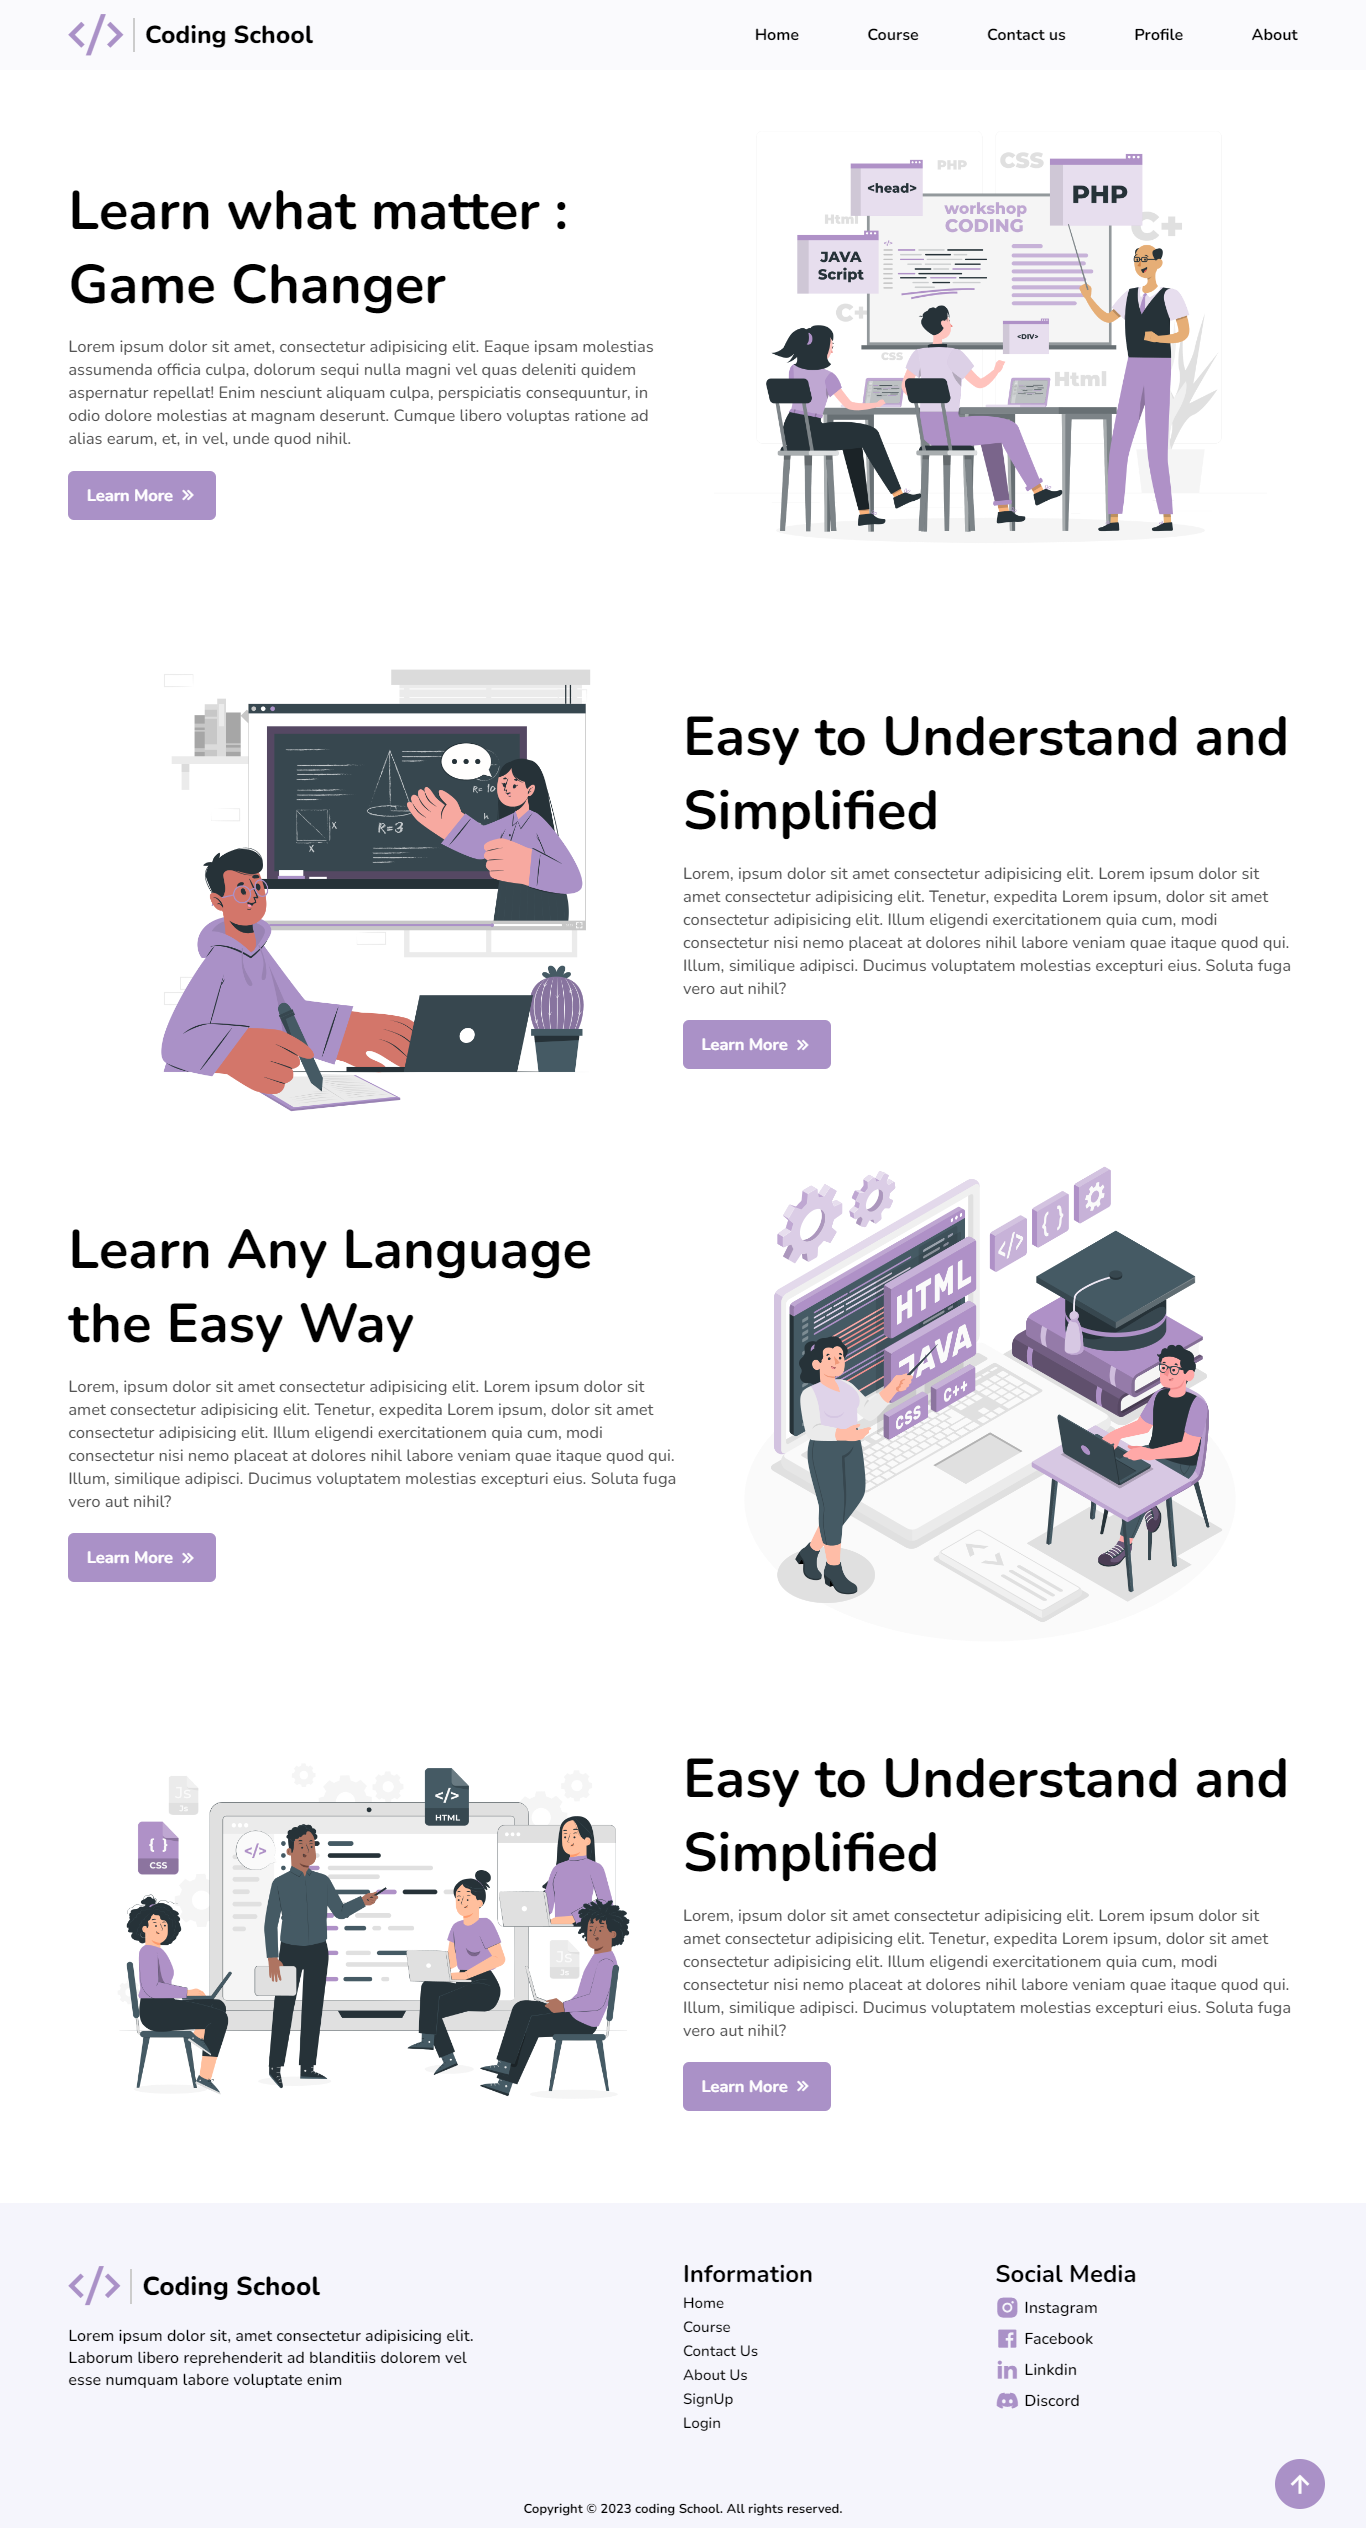 Coding School
Home
Course
Contact us
Profile
About
Learn what matter :
Game Changer
Lorem ipsum dolor sit amet, consectetur adipisicing elit. Eaque ipsam molestias
assumenda officia culpa, dolorum sequi nulla magni vel quas deleniti quidem
aspernatur repellat! Enim nesciunt aliquam culpa, perspiciatis consequuntur, in
odio dolore molestias at magnam deserunt. Cumque libero voluptas ratione ad
alias earum, et, in vel, unde quod nihil.
Learn More
PHP
CSS
<head>
PHP
Html
workshop
CODING
C+
JAVA
Script
</>
C+
<DIV>
CSS
Html
R= 10
h
X
R=3
X
Easy to Understand and
Simplified
Lorem, ipsum dolor sit amet consectetur adipisicing elit. Lorem ipsum dolor sit
amet consectetur adipisicing elit. Tenetur, expedita Lorem ipsum, dolor sit amet
consectetur adipisicing elit. Illum eligendi exercitationem quia cum, modi
consectetur nisi nemo placeat at dolores nihil labore veniam quae itaque quod qui.
Illum, similique adipisci. Ducimus voluptatem molestias excepturi eius. Soluta fuga
vero aut nihil?
Learn More
Learn Any Language
the Easy Way
Lorem, ipsum dolor sit amet consectetur adipisicing elit. Lorem ipsum dolor sit
amet consectetur adipisicing elit. Tenetur, expedita Lorem ipsum, dolor sit amet
consectetur adipisicing elit. Illum eligendi exercitationem quia cum, modi
consectetur nisi nemo placeat at dolores nihil labore veniam quae itaque quod qui.
Illum, similique adipisci. Ducimus voluptatem molestias excepturi eius. Soluta fuga
vero aut nihil?
Learn More
</>
{ }
HTML
JAVA
CSS
C++
Js
Js
</>
HTML
{ }
CSS
</>
Js
Js
Easy to Understand and
Simplified
Lorem, ipsum dolor sit amet consectetur adipisicing elit. Lorem ipsum dolor sit
amet consectetur adipisicing elit. Tenetur, expedita Lorem ipsum, dolor sit amet
consectetur adipisicing elit. Illum eligendi exercitationem quia cum, modi
consectetur nisi nemo placeat at dolores nihil labore veniam quae itaque quod qui.
Illum, similique adipisci. Ducimus voluptatem molestias excepturi eius. Soluta fuga
vero aut nihil?
Learn More
Coding School
Lorem ipsum dolor sit, amet consectetur adipisicing elit.
Laborum libero reprehenderit ad blanditiis dolorem vel
esse numquam labore voluptate enim
Information
Home
Course
Contact Us
About Us
SignUp
Login
Social Media
Instagram
Facebook
Linkdin
Discord
Copyright © 2023 coding School. All rights reserved.